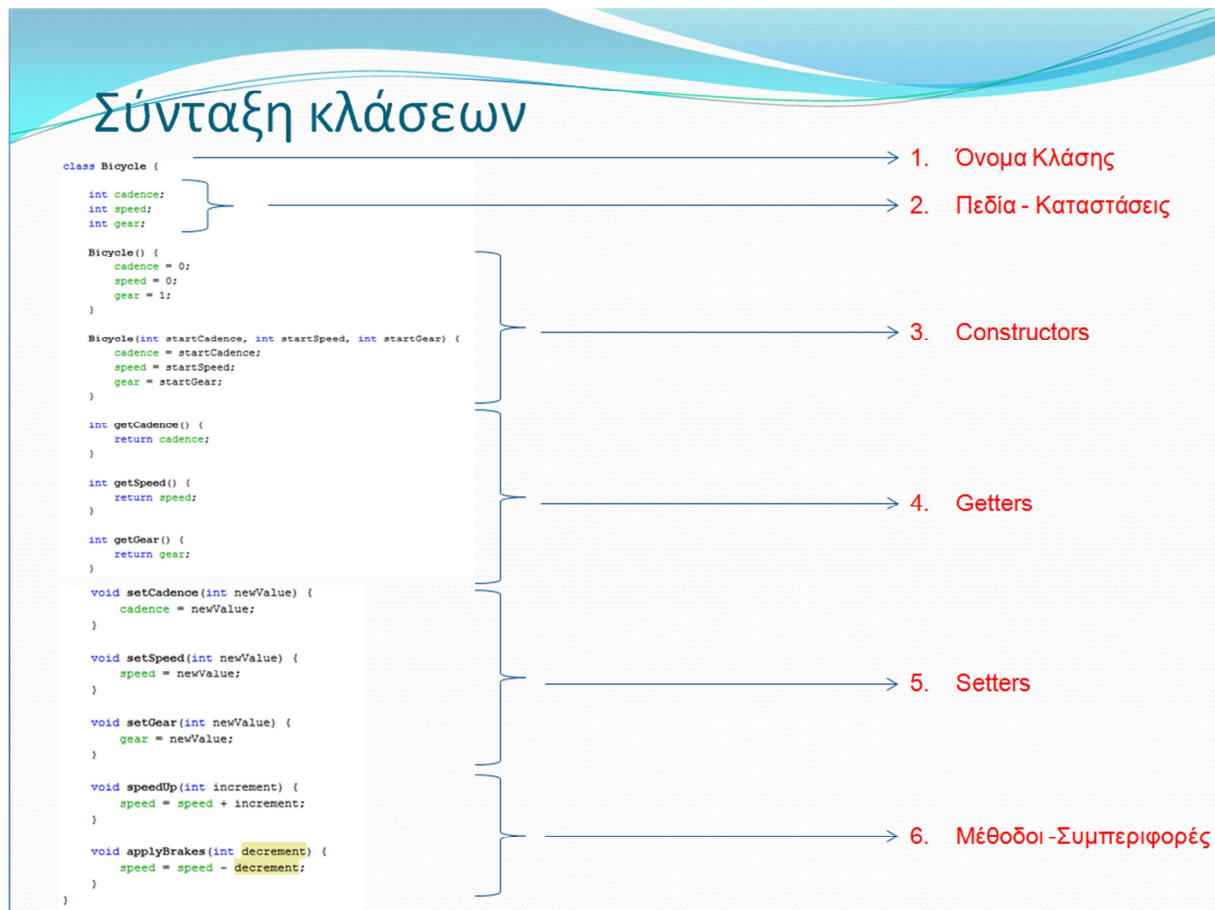 Σύνταξη κλάσεων
class Bicycle {
int cadence;
int speed;
int gear;
Bicycle() {
cadence = 0;
speed = 0;
gear = 1;
}
Bicycle(int startCadence, int startSpeed, int startGear) {
cadence = startCadence;
speed = startSpeed;
gear = startGear;
}
int getCadence() {
return cadence;
}
int getSpeed() {
return speed;
}
int getGear() {
return gear;
}
void setCadence(int newValue) {
cadence = newValue;
}
void setSpeed(int newValue) {
speed = newValue;
}
void setGear(int newValue) {
gear = newValue;
}
void speedUp(int increment) {
speed = speed + increment;
}
void applyBrakes(int decrement) {
speed = speed - decrement;
}
}
1. Όνομα Κλάσης
2. Πεδία - Καταστάσεις
3. Constructors
4. Getters
5. Setters
6. Μέθοδοι -Συμπεριφορές